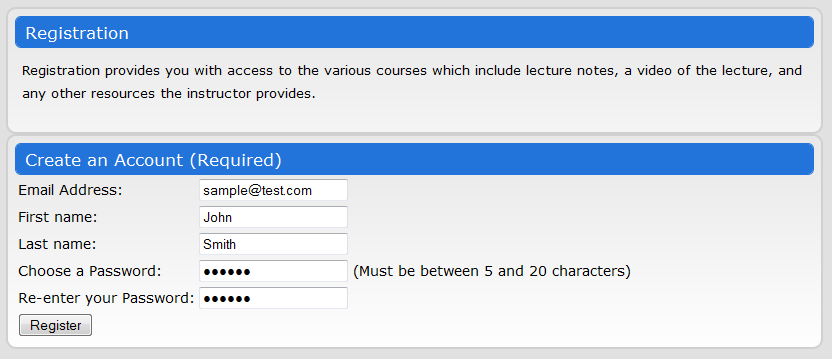 Registration
Registration provides you with access to the various courses which include lecture notes, a video of the lecture, and
any other resources the instructor provides.
Create an Account (Required)
Email Address: sample@test.com
First name: John
Last name: Smith
Choose a Password: ●●●●●● (Must be between 5 and 20 characters)
Re-enter your Password: ●●●●●●
Register